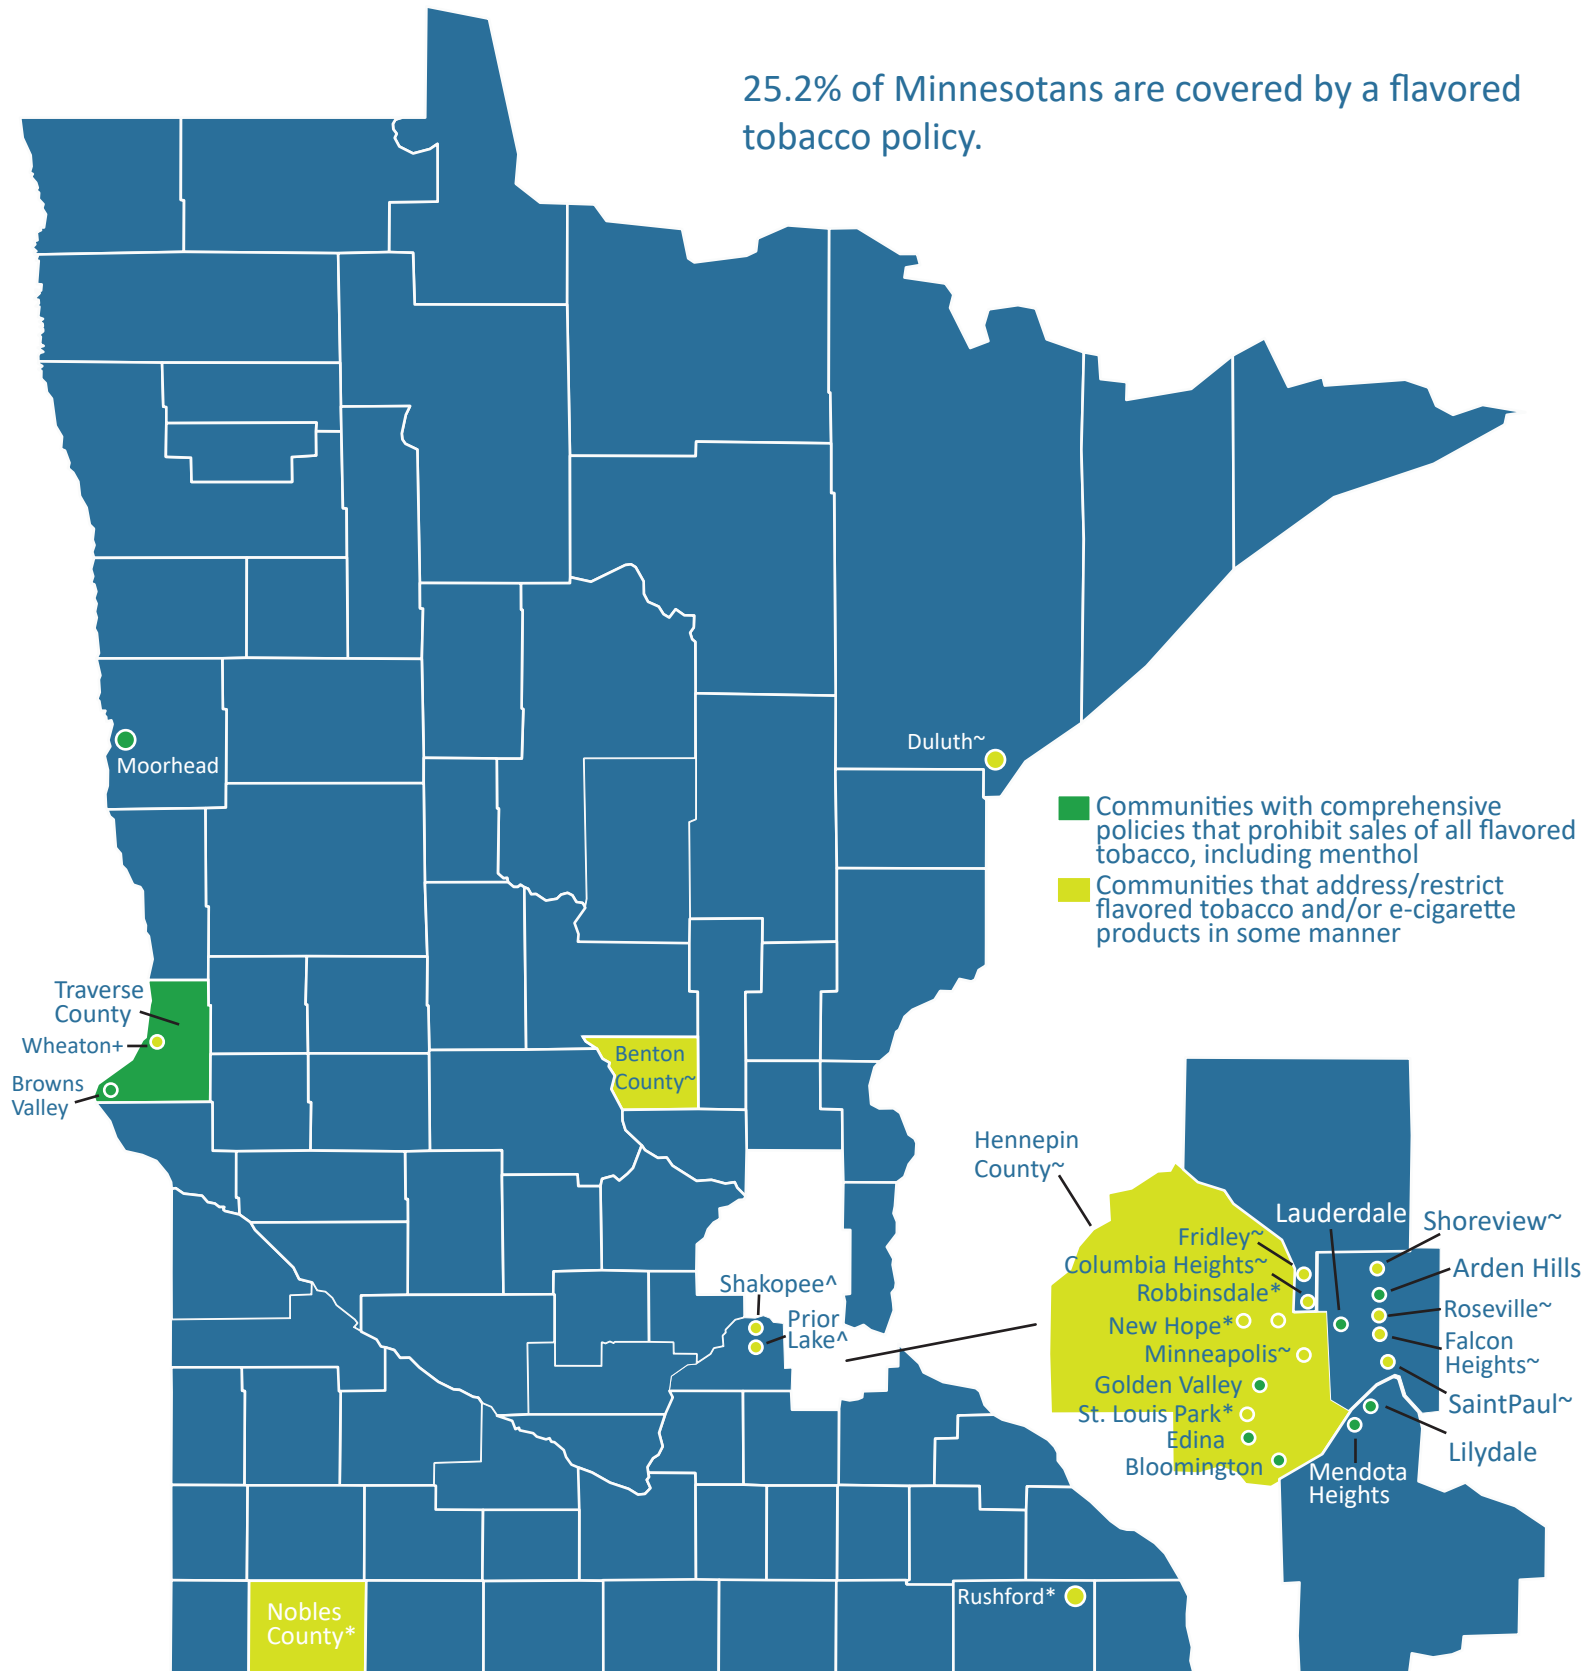 25.2% of Minnesotans are covered by a flavored
tobacco policy.
Moorhead
Duluth~
Communities with comprehensive
policies that prohibit sales of all flavored
tobacco, including menthol
Communities that address/restrict
flavored tobacco and/or e-cigarette
products in some manner
Traverse
County
Wheaton+
Browns
Valley
Benton
County~
Hennepin
County~
Lauderdale
Shoreview~
Fridley~
Columbia Heights~
Arden Hills
Robbinsdale*
Roseville~
New Hope*
Falcon
Heights~
Minneapolis~
Golden Valley
SaintPaul~
St. Louis Park*
Edina
Lilydale
Bloomington
Mendota
Heights
Shakopee^
Prior
Lake^
Rushford*
Nobles
County*